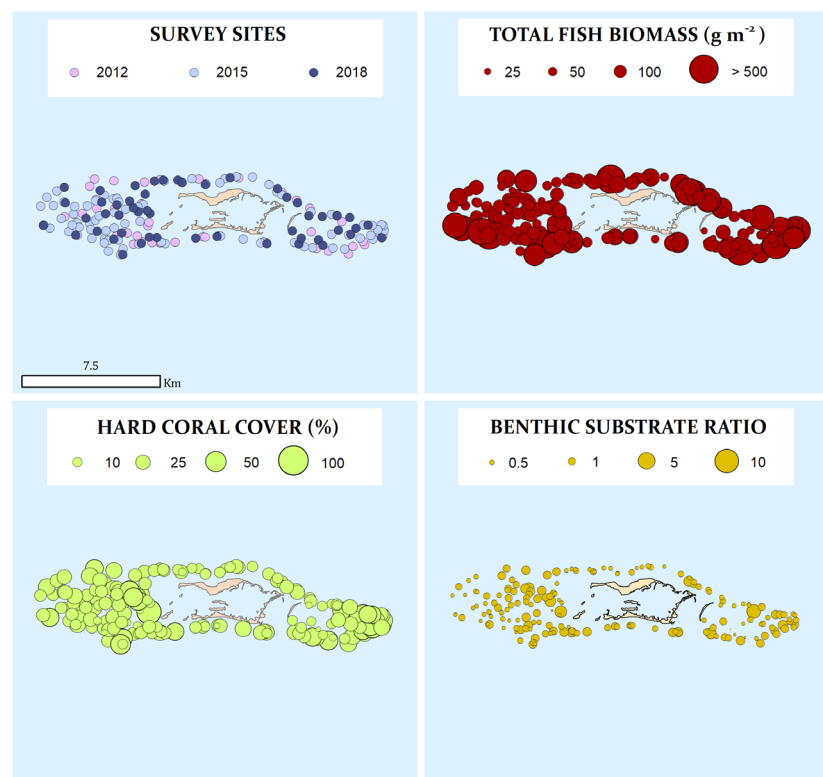 SURVEY SITES
2012 2015 2018
7.5
Km
TOTAL FISH BIOMASS (g m⁻²)
25 50 100 > 500
HARD CORAL COVER (%)
10 25 50 100
BENTHIC SUBSTRATE RATIO
0.5 1 5 10